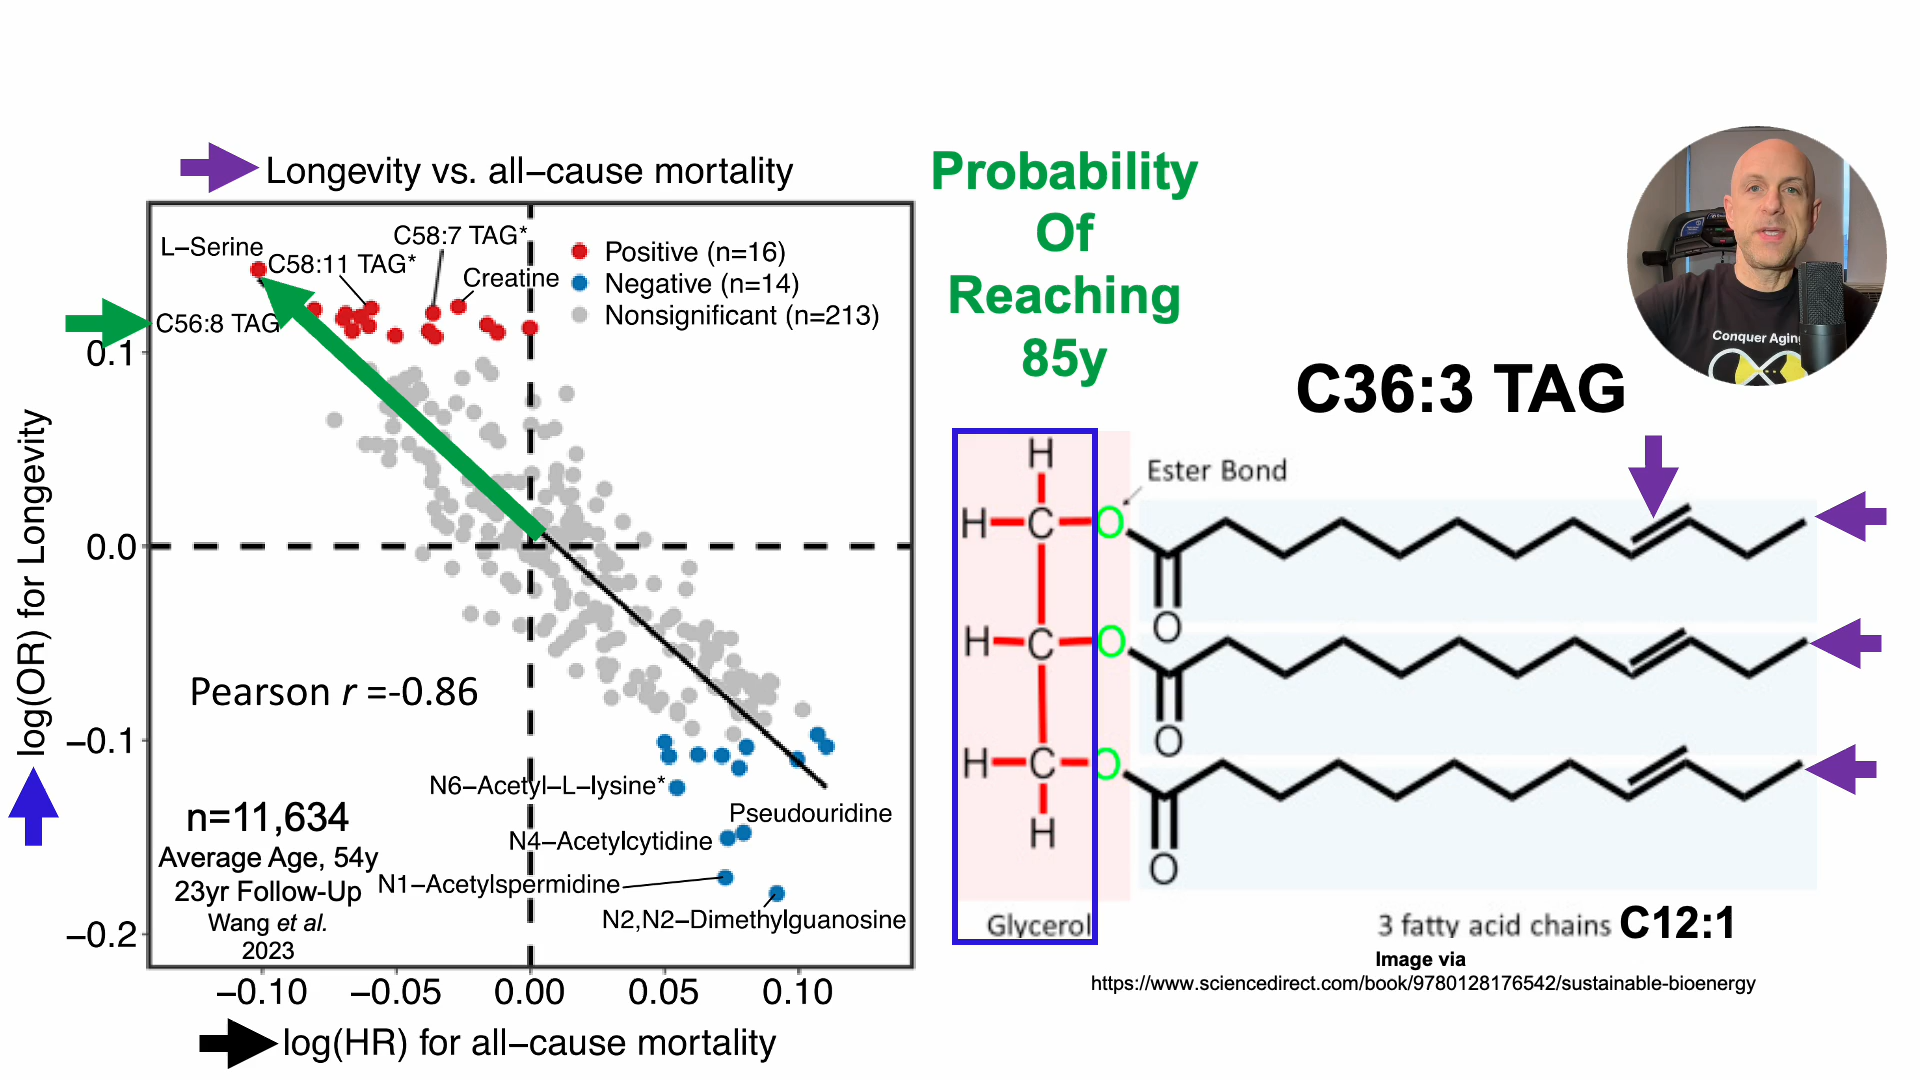 Longevity vs. all–cause mortality
L–Serine
C58:11 TAG*
C58:7 TAG*
Creatine
C56:8 TAG
Positive (n=16)
Negative (n=14)
Nonsignificant (n=213)
0.1
0.0
−0.1
−0.2
log(OR) for Longevity
Pearson r =-0.86
n=11,634
Average Age, 54y
23yr Follow-Up
Wang et al.
2023
N6–Acetyl–L–lysine*
Pseudouridine
N4–Acetylcytidine
N1–Acetylspermidine
N2,N2–Dimethylguanosine
−0.10 −0.05 0.00 0.05 0.10
log(HR) for all–cause mortality
Probability
Of
Reaching
85y
Conquer Aging
C36:3 TAG
Ester Bond
H
H C O
O
H C O
O
H C O
H
O
Glycerol
3 fatty acid chains C12:1
Image via
https://www.sciencedirect.com/book/9780128176542/sustainable-bioenergy